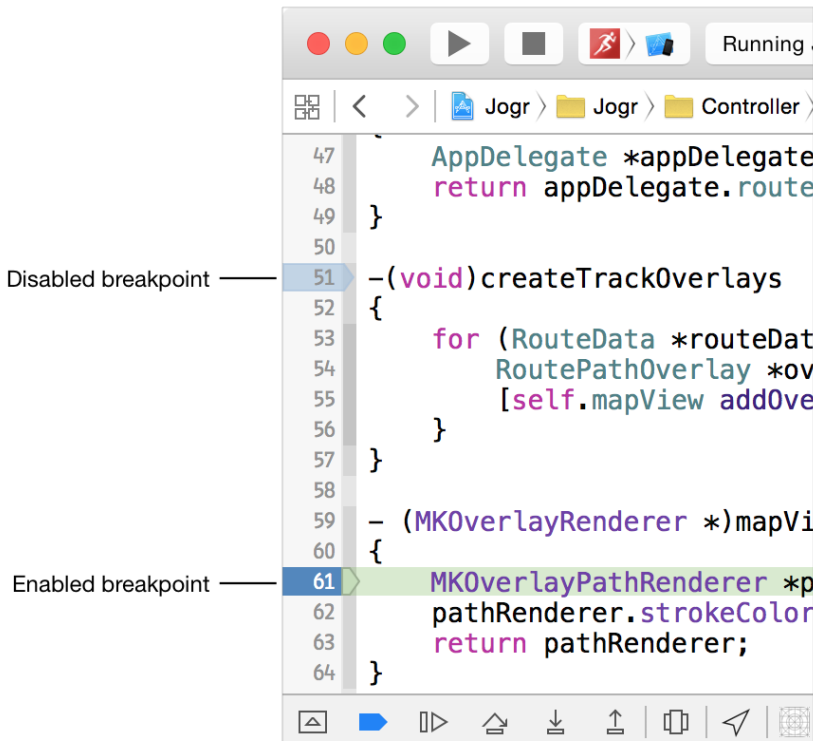 Running
Jogr Jogr Controller
47 AppDelegate *appDelegate
48 return appDelegate.route
49 }
50
Disabled breakpoint 51 -(void)createTrackOverlays
52 {
53 for (RouteData *routeDat
54 RoutePathOverlay *ov
55 [self.mapView addOve
56 }
57 }
58
59 - (MKOverlayRenderer *)mapVi
60 {
Enabled breakpoint 61 MKOverlayPathRenderer *p
62 pathRenderer.strokeColor
63 return pathRenderer;
64 }